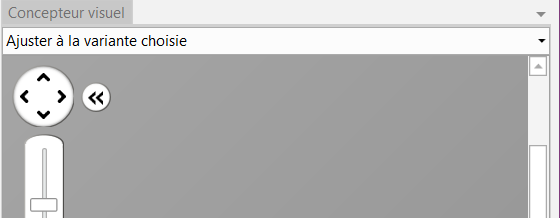 Concepteur visuel
Ajuster à la variante choisie